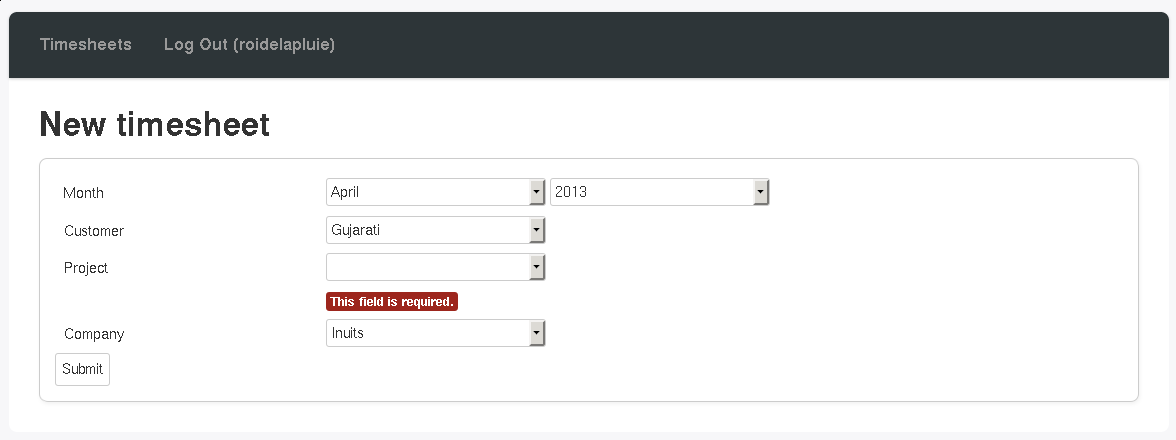 Timesheets Log Out (roidelapluie)
New timesheet
Month April 2013
Customer Gujarati
Project
This field is required.
Company Inuits
Submit